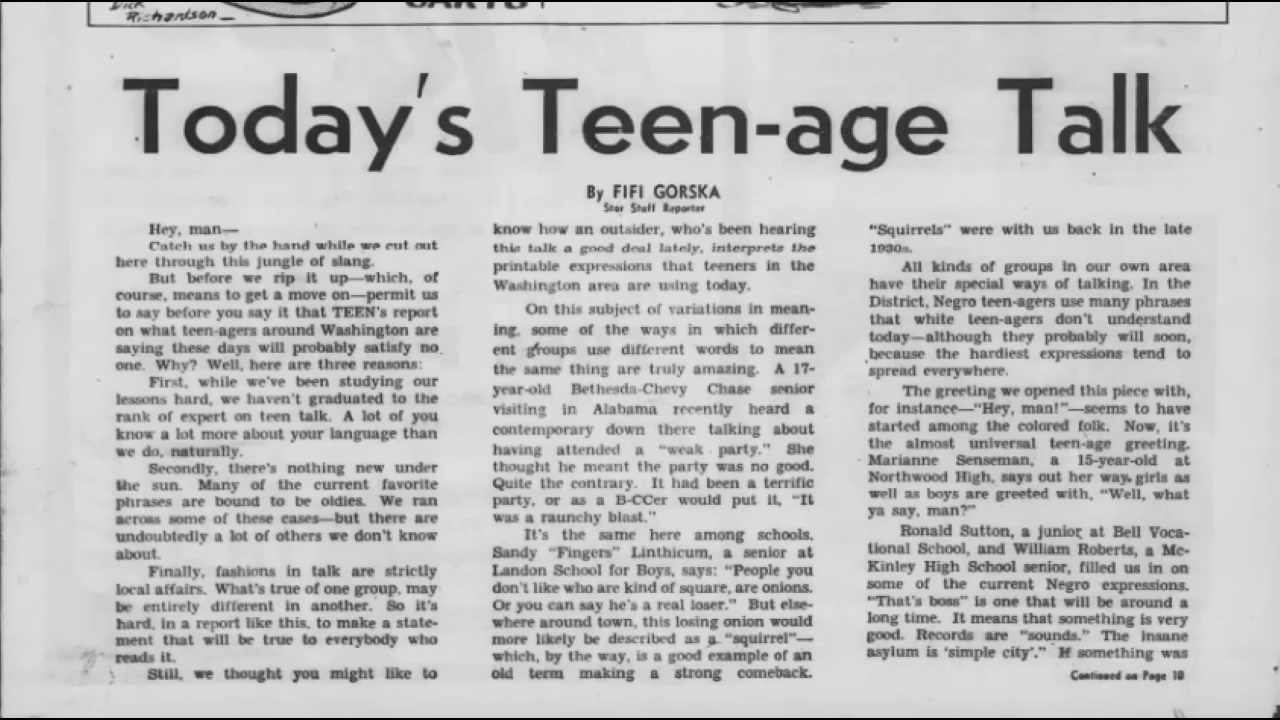 Dick
Richardson
Today's Teen-age Talk
By FIFI GORSKA
Star Staff Reporter
Hey, man—
Catch us by the hand while we cut out
here through this jungle of slang.
But before we rip it up—which, of
course, means to get a move on—permit us
to say before you say it that TEEN's report
on what teen-agers around Washington are
saying these days will probably satisfy no
one. Why? Well, here are three reasons:
First, while we've been studying our
lessons hard, we haven't graduated to the
rank of expert on teen talk. A lot of you
know a lot more about your language than
we do, naturally.
Secondly, there's nothing new under
the sun. Many of the current favorite
phrases are bound to be oldies. We ran
across some of these cases—but there are
undoubtedly a lot of others we don't know
about.
Finally, fashions in talk are strictly
local affairs. What's true of one group, may
be entirely different in another. So it's
hard, in a report like this, to make a state-
ment that will be true to everybody who
reads it.
Still, we thought you might like to
know how an outsider, who's been hearing
this talk a good deal lately, interprets the
printable expressions that teeners in the
Washington area are using today.
On this subject of variations in mean-
ing, some of the ways in which differ-
ent groups use different words to mean
the same thing are truly amazing. A 17-
year-old Bethesda-Chevy Chase senior
visiting in Alabama recently heard a
contemporary down there talking about
having attended a "weak party." She
thought he meant the party was no good.
Quite the contrary. It had been a terrific
party, or as a B-CCer would put it, "It
was a raunchy blast."
It's the same here among schools.
Sandy "Fingers" Linthicum, a senior at
Landon School for Boys, says: "People you
don't like who are kind of square, are onions.
Or you can say he's a real loser." But else-
where around town, this losing onion would
more likely be described as a "squirrel"—
which, by the way, is a good example of an
old term making a strong comeback.
"Squirrels" were with us back in the late
1930s.
All kinds of groups in our own area
have their special ways of talking. In the
District, Negro teen-agers use many phrases
that white teen-agers don't understand
today—although they probably will soon,
because the hardiest expressions tend to
spread everywhere.
The greeting we opened this piece with,
for instance—"Hey, man!"—seems to have
started among the colored folk. Now, it's
the almost universal teen-age greeting.
Marianne Senseman, a 15-year-old at
Northwood High, says out her way, girls as
well as boys are greeted with, "Well, what
ya say, man?"
Ronald Sutton, a junior at Bell Voca-
tional School, and William Roberts, a Mc-
Kinley High School senior, filled us in on
some of the current Negro expressions.
"That's boss" is one that will be around a
long time. It means that something is very
good. Records are "sounds." The insane
asylum is 'simple city'." If something was
Continued on Page 10